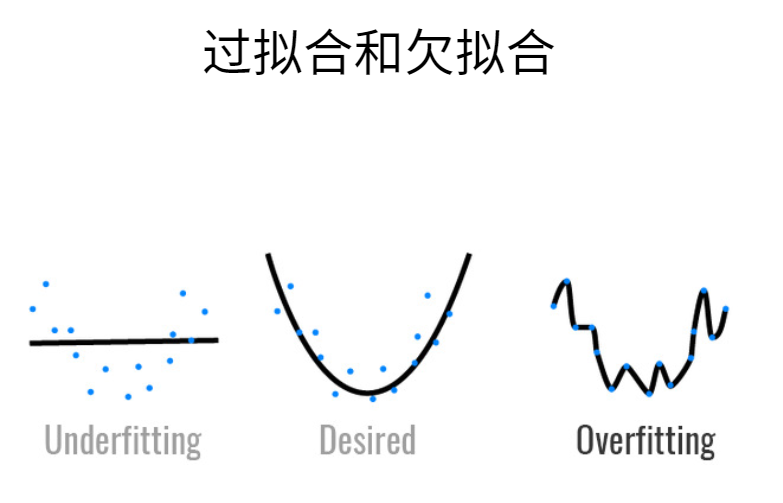 过拟合和欠拟合
Underfitting
Desired
Overfitting